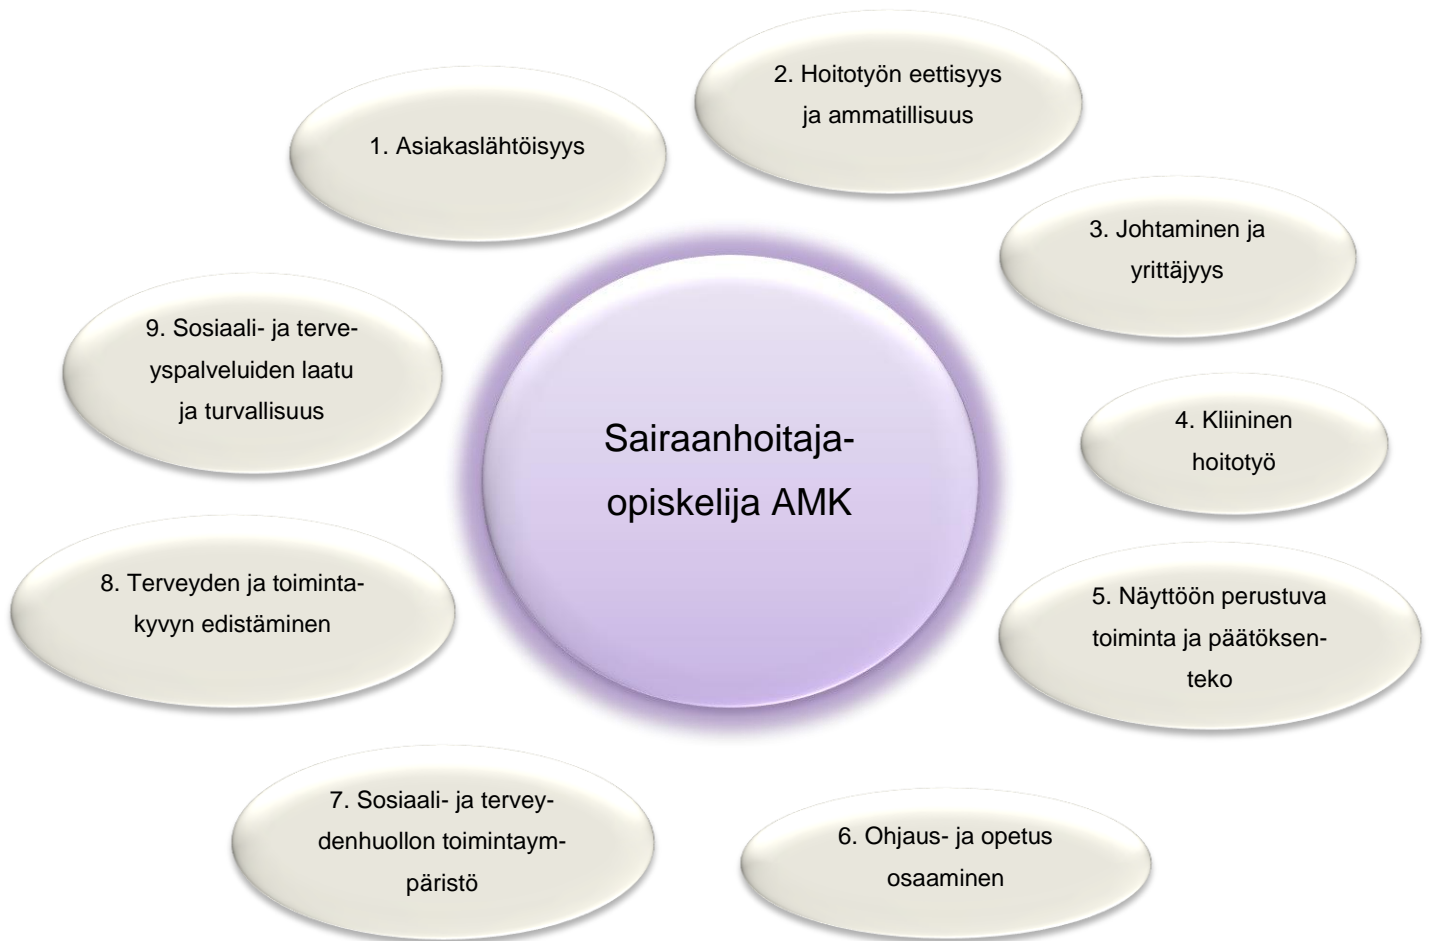 1. Asiakaslähtöisyys
2. Hoitotyön eettisyys
ja ammatillisuus
3. Johtaminen ja
yrittäjyys
4. Kliininen
hoitotyö
5. Näyttöön perustuva
toiminta ja päätöksen-
teko
6. Ohjaus- ja opetus
osaaminen
7. Sosiaali- ja tervey-
denhuollon toimintaym-
päristö
8. Terveyden ja toiminta-
kyvyn edistäminen
9. Sosiaali- ja terve-
yspalveluiden laatu
ja turvallisuus
Sairaanhoitaja-
opiskelija AMK